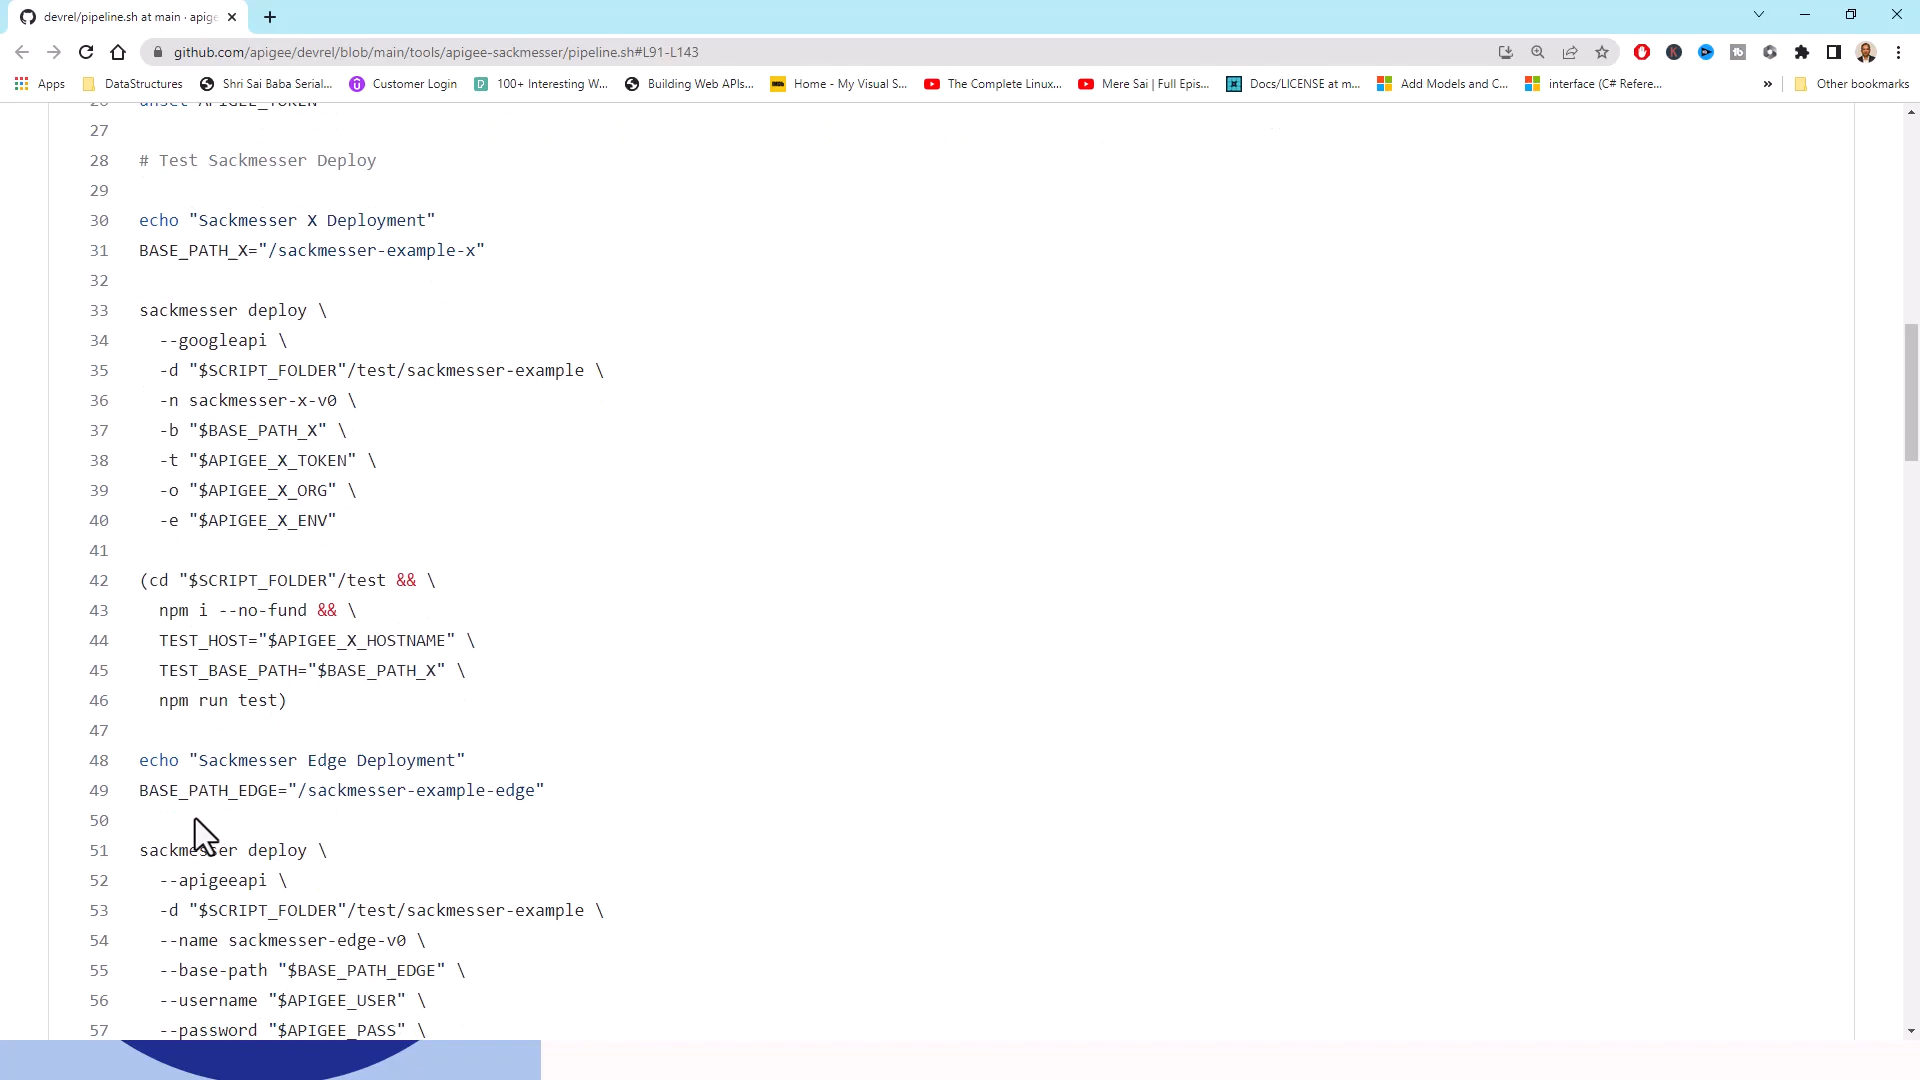 devrel/pipeline.sh at main · apige
github.com/apigee/devrel/blob/main/tools/apigee-sackmesser/pipeline.sh#L91-L143
Apps DataStructures Shri Sai Baba Serial... Customer Login 100+ Interesting W... Building Web APIs... Home - My Visual S... The Complete Linux... Mere Sai | Full Epis... Docs/LICENSE at m... Add Models and C... interface (C# Refere... » Other bookmarks
26 unset APIGEE_TOKEN
27
28 # Test Sackmesser Deploy
29
30 echo "Sackmesser X Deployment"
31 BASE_PATH_X="/sackmesser-example-x"
32
33 sackmesser deploy \
34 --googleapi \
35 -d "$SCRIPT_FOLDER"/test/sackmesser-example \
36 -n sackmesser-x-v0 \
37 -b "$BASE_PATH_X" \
38 -t "$APIGEE_X_TOKEN" \
39 -o "$APIGEE_X_ORG" \
40 -e "$APIGEE_X_ENV"
41
42 (cd "$SCRIPT_FOLDER"/test && \
43 npm i --no-fund && \
44 TEST_HOST="$APIGEE_X_HOSTNAME" \
45 TEST_BASE_PATH="$BASE_PATH_X" \
46 npm run test)
47
48 echo "Sackmesser Edge Deployment"
49 BASE_PATH_EDGE="/sackmesser-example-edge"
50
51 sackmesser deploy \
52 --apigeeapi \
53 -d "$SCRIPT_FOLDER"/test/sackmesser-example \
54 --name sackmesser-edge-v0 \
55 --base-path "$BASE_PATH_EDGE" \
56 --username "$APIGEE_USER" \
57 --password "$APIGEE_PASS" \